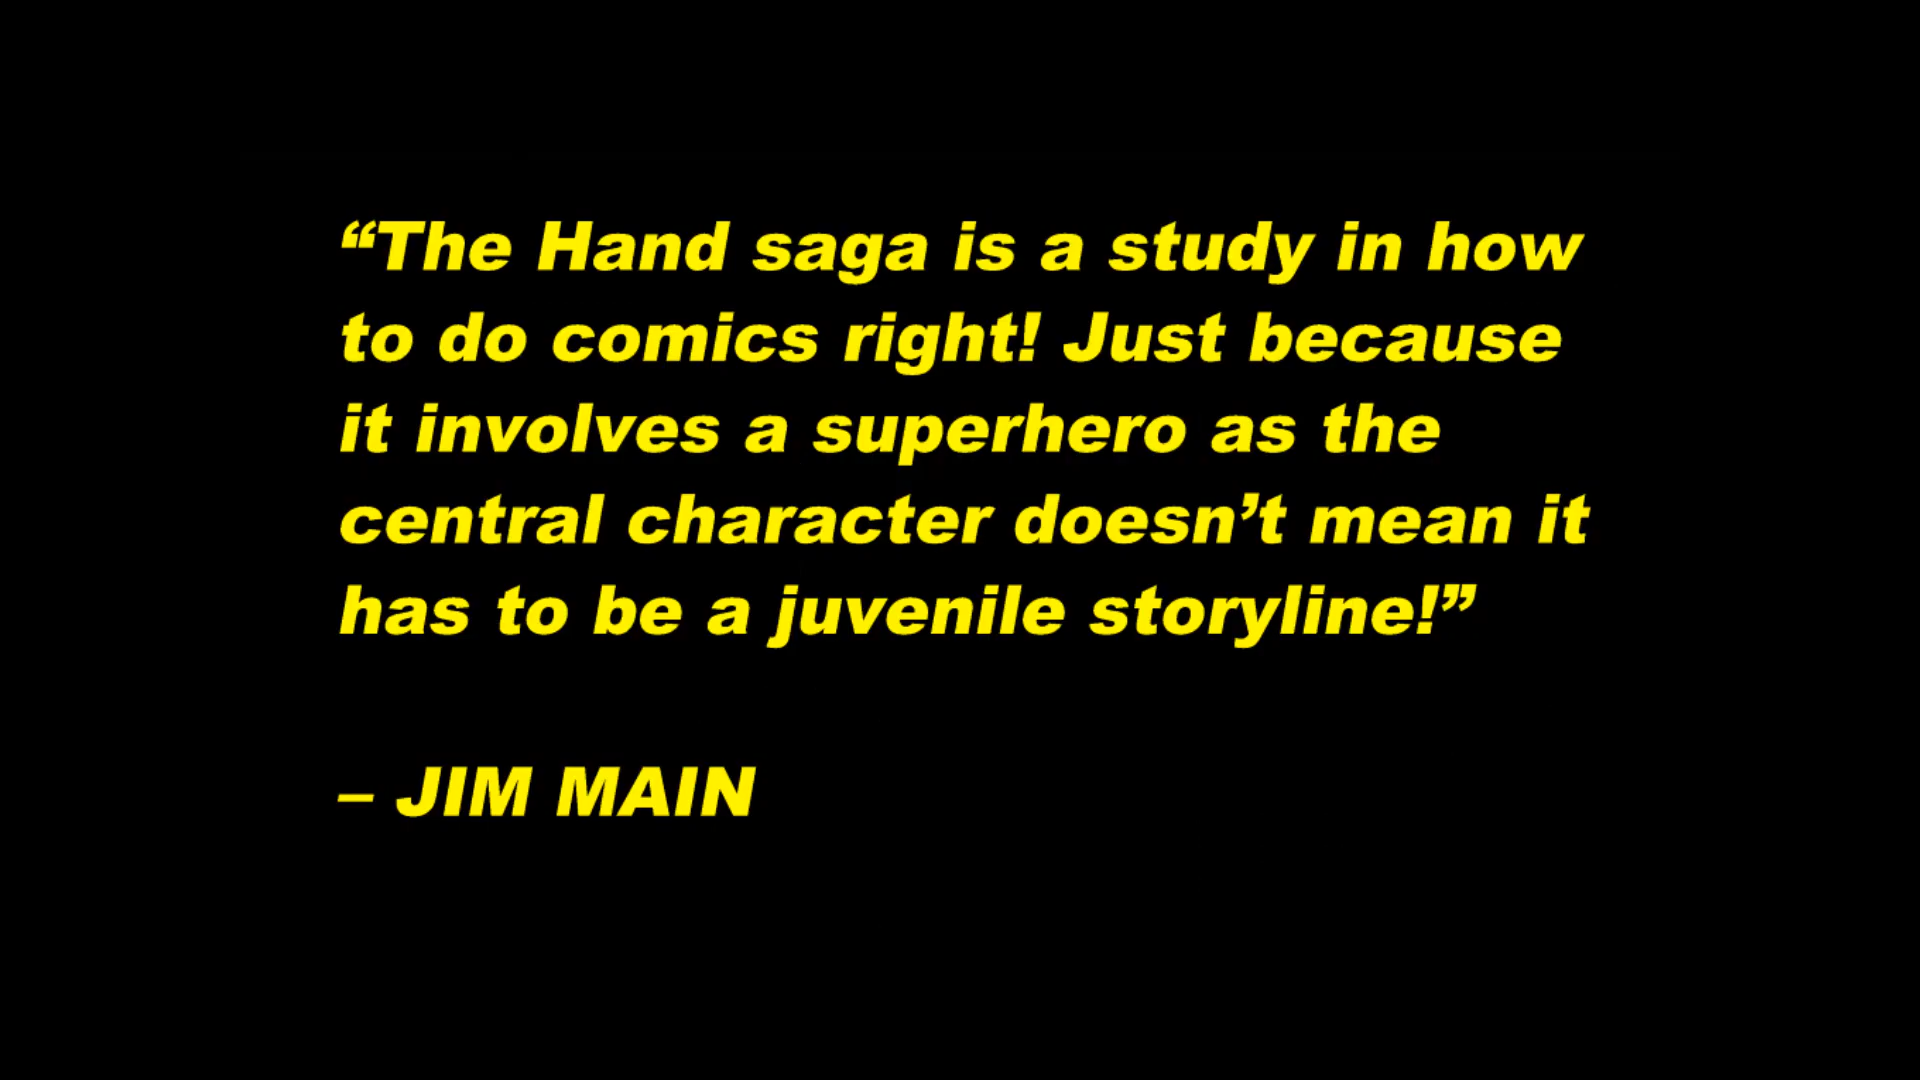 “The Hand saga is a study in how
to do comics right! Just because
it involves a superhero as the
central character doesn’t mean it
has to be a juvenile storyline!”
– JIM MAIN